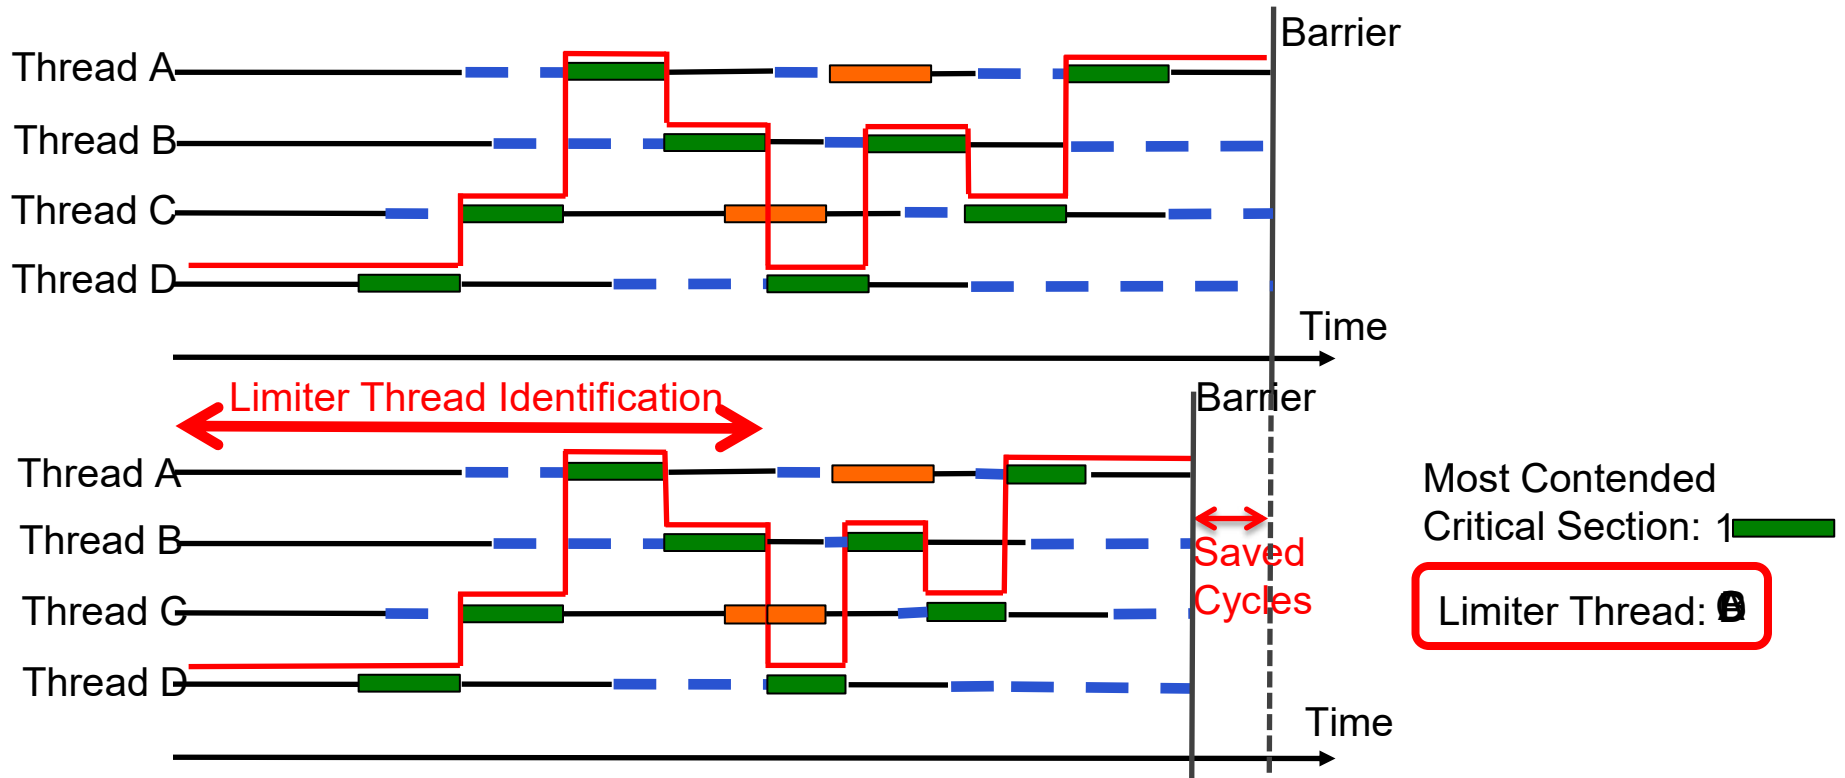 Barrier
Thread A
Thread B
Thread C
Thread D
Time
Limiter Thread Identification
Barrier
Thread A
Thread B
Thread C
Thread D
Saved
Cycles
Time
Most Contended
Critical Section: 1
Limiter Thread: